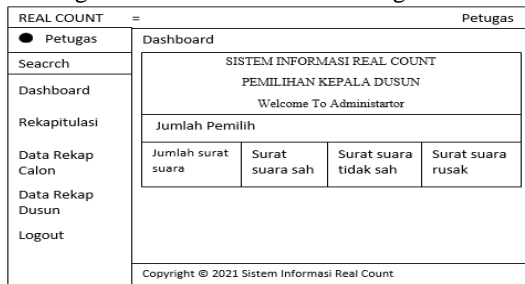 REAL COUNT = Petugas
Petugas
Seacrch
Dashboard
Rekapitulasi
Data Rekap
Calon
Data Rekap
Dusun
Logout
Dashboard
SISTEM INFORMASI REAL COUNT
PEMILIHAN KEPALA DUSUN
Welcome To Administartor
Jumlah Pemilih
Jumlah surat
suara
Surat
suara sah
Surat suara
tidak sah
Surat suara
rusak
Copyright © 2021 Sistem Informasi Real Count